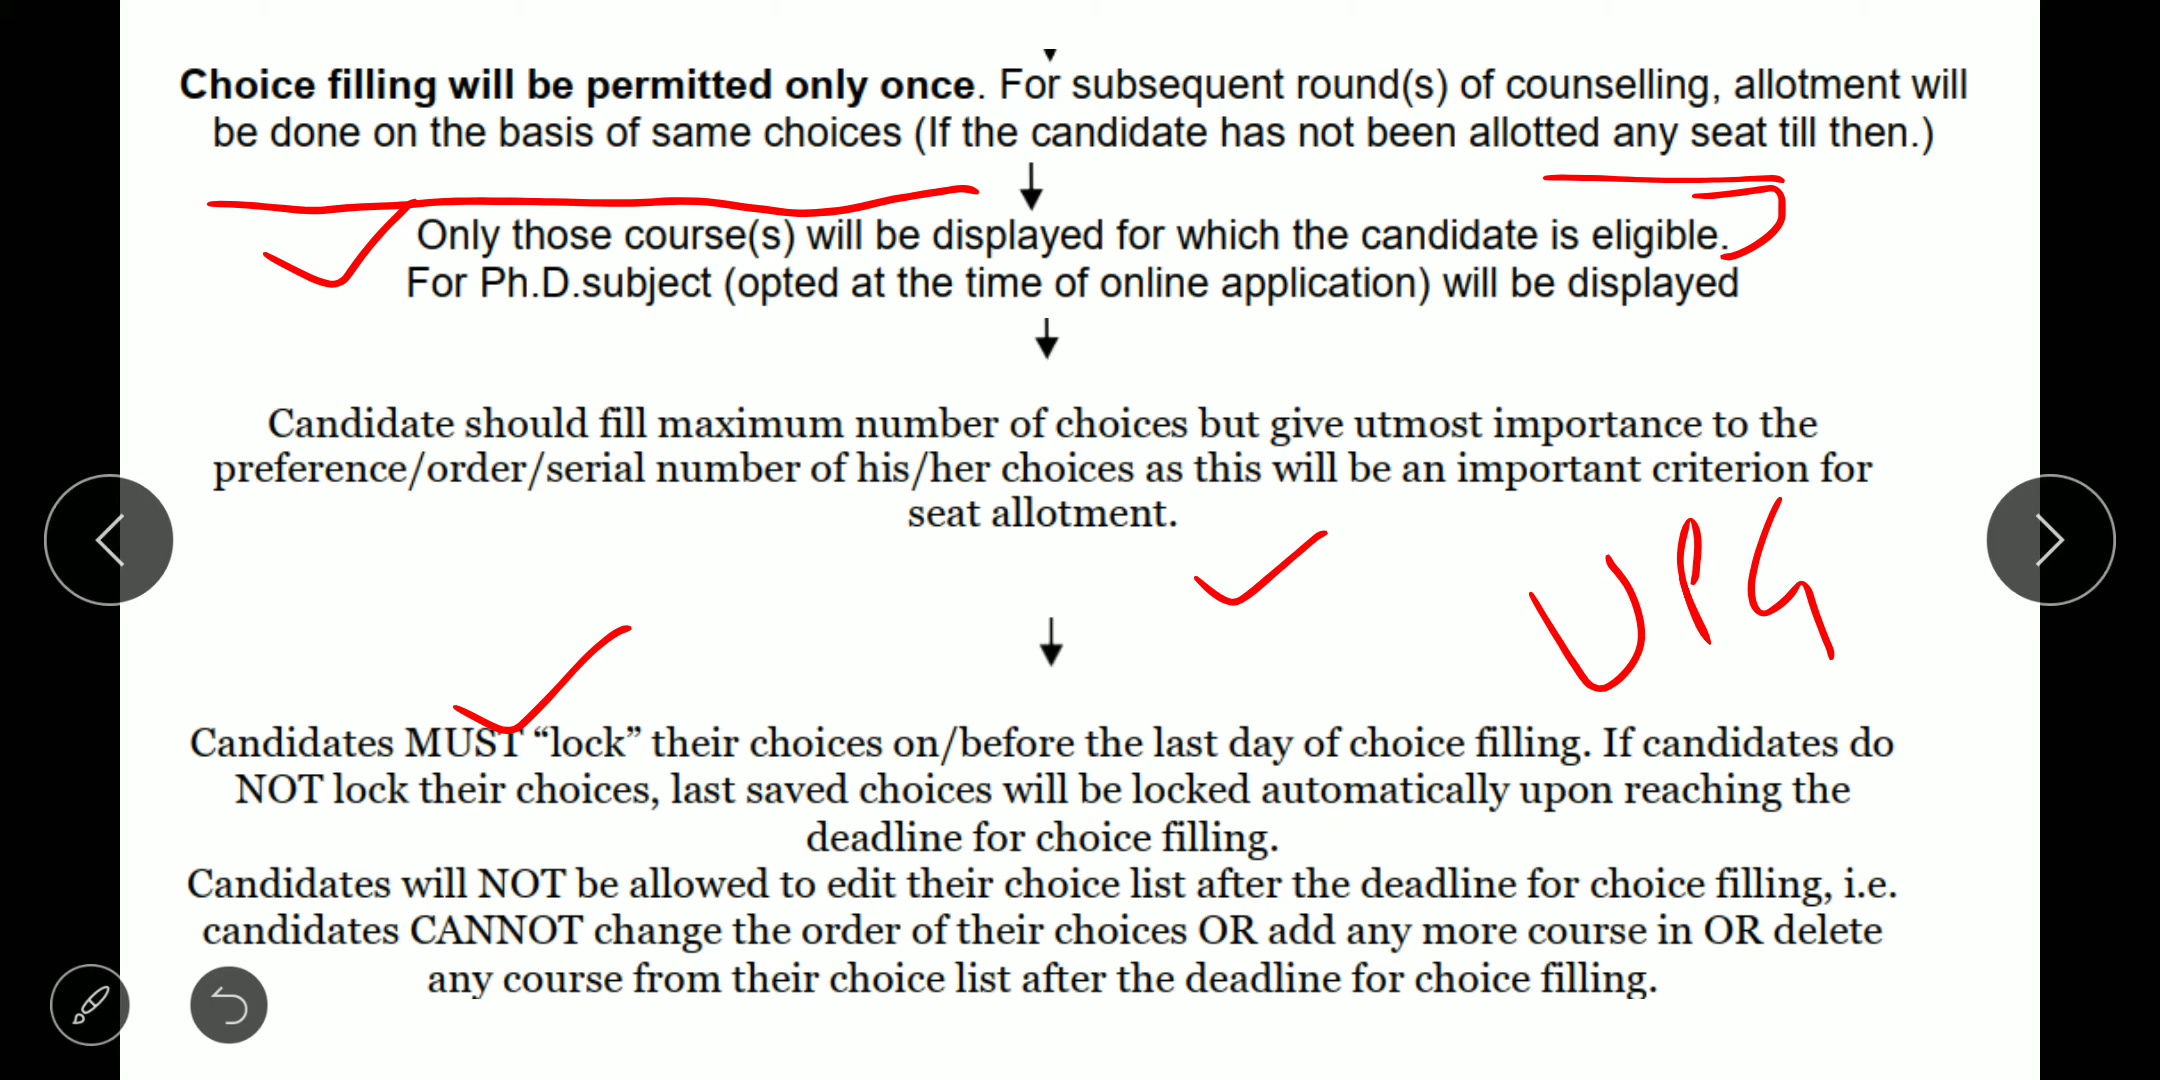 Choice filling will be permitted only once. For subsequent round(s) of counselling, allotment will
be done on the basis of same choices (If the candidate has not been allotted any seat till then.)
Only those course(s) will be displayed for which the candidate is eligible.
For Ph.D.subject (opted at the time of online application) will be displayed
Candidate should fill maximum number of choices but give utmost importance to the
preference/order/serial number of his/her choices as this will be an important criterion for
seat allotment.
Candidates MUST “lock” their choices on/before the last day of choice filling. If candidates do
NOT lock their choices, last saved choices will be locked automatically upon reaching the
deadline for choice filling.
Candidates will NOT be allowed to edit their choice list after the deadline for choice filling, i.e.
candidates CANNOT change the order of their choices OR add any more course in OR delete
any course from their choice list after the deadline for choice filling.